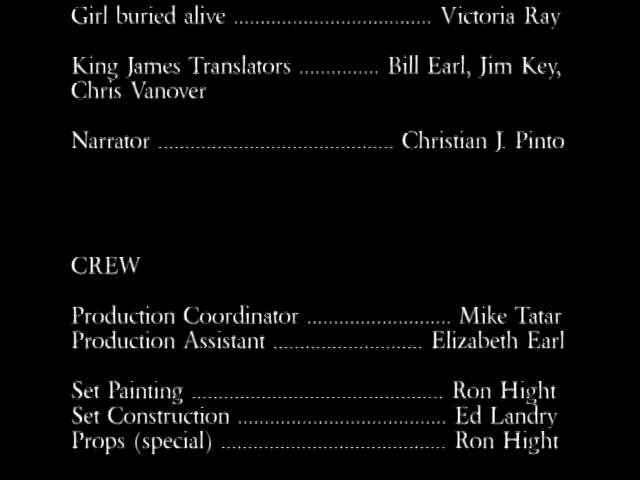 Girl buried alive ..................................... Victoria Ray
King James Translators ............... Bill Earl, Jim Key,
Chris Vanover
Narrator ............................................ Christian J. Pinto
CREW
Production Coordinator ........................... Mike Tatar
Production Assistant ............................ Elizabeth Earl
Set Painting ............................................... Ron Hight
Set Construction ....................................... Ed Landry
Props (special) .......................................... Ron Hight